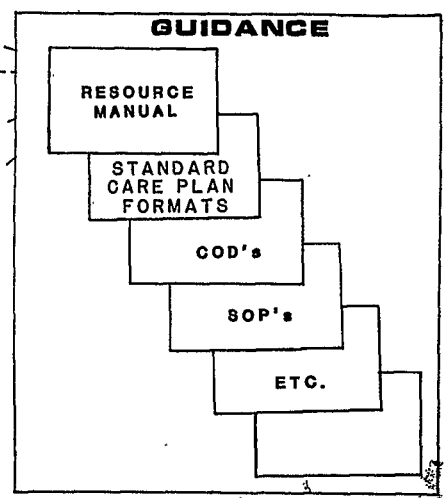 GUIDANCE
RESOURCE
MANUAL
STANDARD
CARE PLAN
FORMATS
COD's
SOP's
ETC.